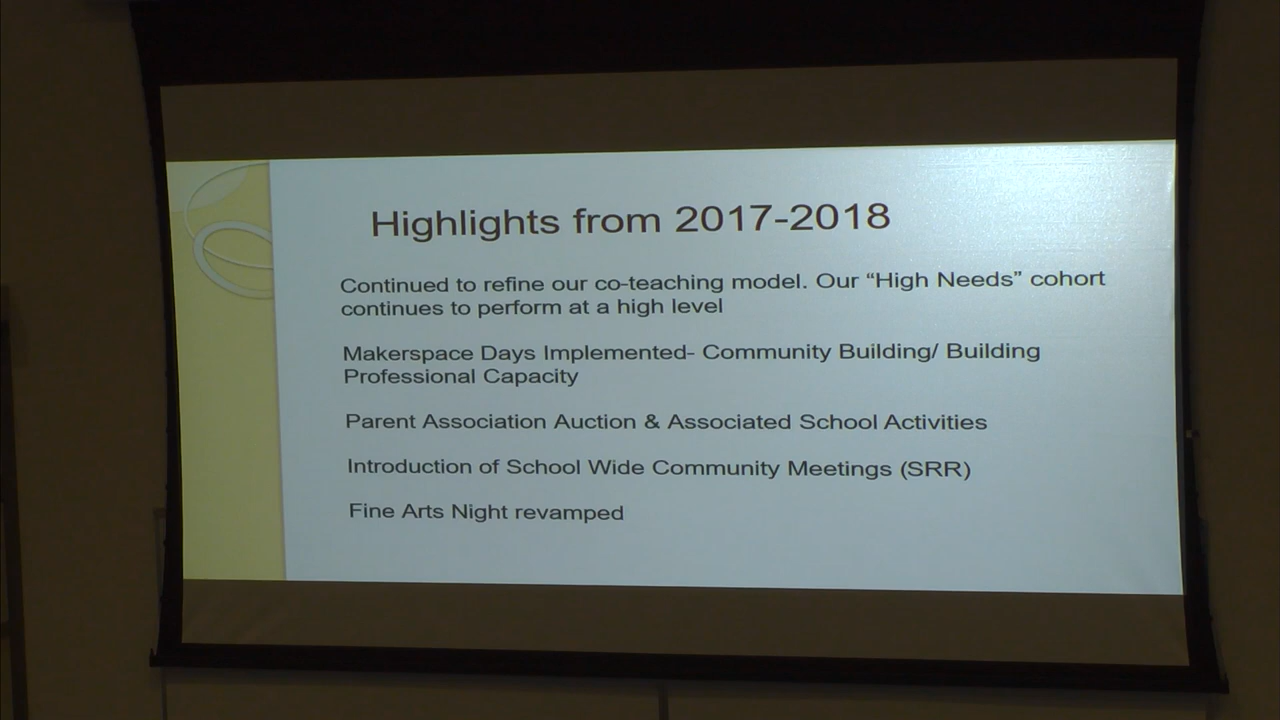 Highlights from 2017-2018
Continued to refine our co-teaching model. Our “High Needs” cohort
continues to perform at a high level
Makerspace Days Implemented- Community Building/ Building
Professional Capacity
Parent Association Auction & Associated School Activities
Introduction of School Wide Community Meetings (SRR)
Fine Arts Night revamped